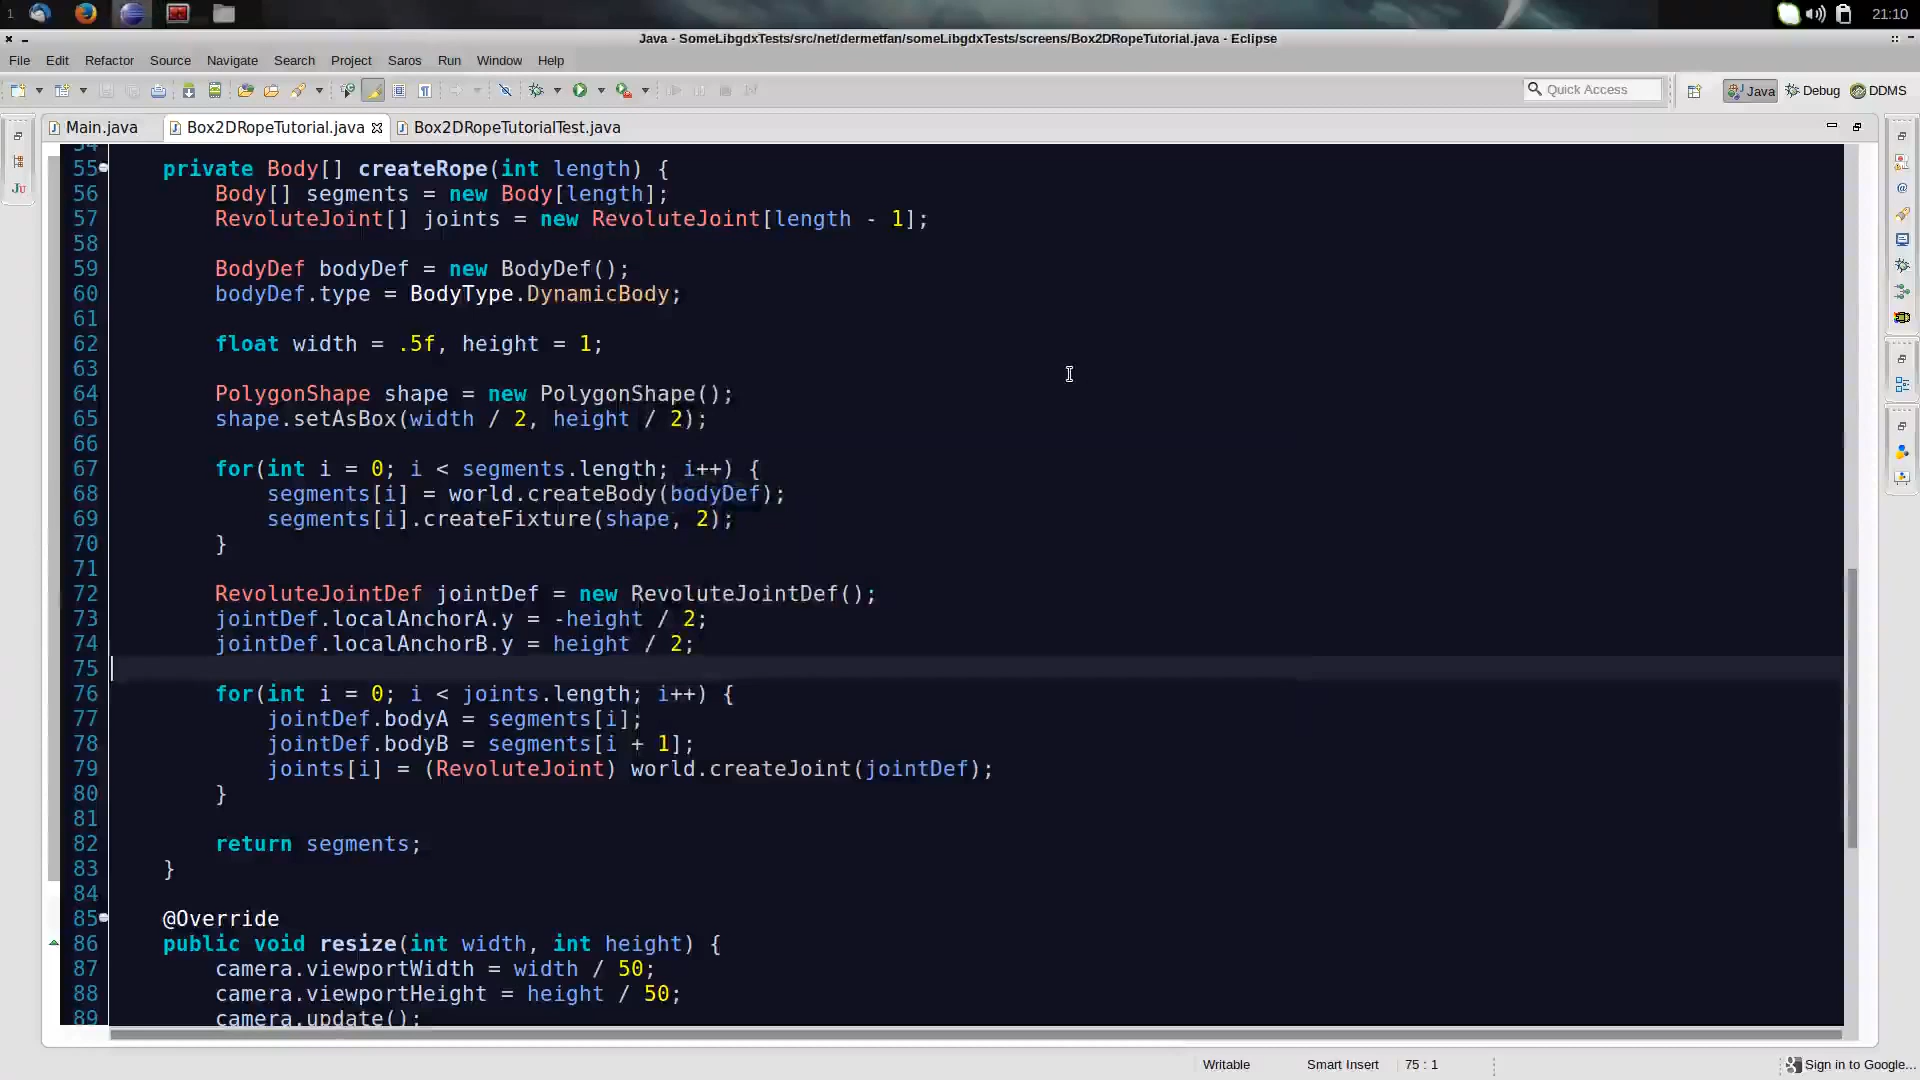 1
21:10
Java - SomeLibgdxTests/src/net/dermetfan/someLibgdxTests/screens/Box2DRopeTutorial.java - Eclipse
File Edit Refactor Source Navigate Search Project Saros Run Window Help
Quick Access Java Debug DDMS
Main.java Box2DRopeTutorial.java Box2DRopeTutorialTest.java
54
55 private Body[] createRope(int length) {
56 Body[] segments = new Body[length];
57 RevoluteJoint[] joints = new RevoluteJoint[length - 1];
58
59 BodyDef bodyDef = new BodyDef();
60 bodyDef.type = BodyType.DynamicBody;
61
62 float width = .5f, height = 1;
63
64 PolygonShape shape = new PolygonShape();
65 shape.setAsBox(width / 2, height / 2);
66
67 for(int i = 0; i < segments.length; i++) {
68 segments[i] = world.createBody(bodyDef);
69 segments[i].createFixture(shape, 2);
70 }
71
72 RevoluteJointDef jointDef = new RevoluteJointDef();
73 jointDef.localAnchorA.y = -height / 2;
74 jointDef.localAnchorB.y = height / 2;
75
76 for(int i = 0; i < joints.length; i++) {
77 jointDef.bodyA = segments[i];
78 jointDef.bodyB = segments[i + 1];
79 joints[i] = (RevoluteJoint) world.createJoint(jointDef);
80 }
81
82 return segments;
83 }
84
85 @Override
86 public void resize(int width, int height) {
87 camera.viewportWidth = width / 50;
88 camera.viewportHeight = height / 50;
89 camera.update();
Writable Smart Insert 75 : 1 Sign in to Google...